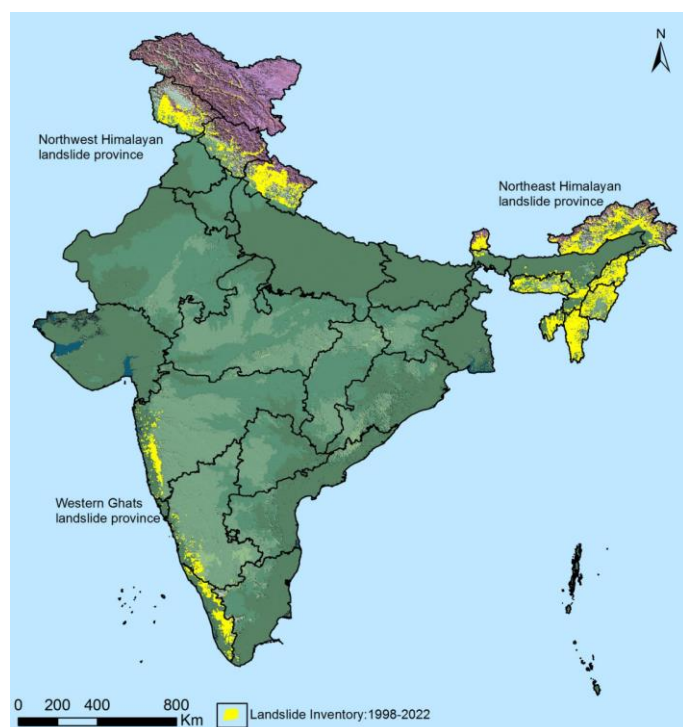 N
Northwest Himalayan
landslide province
Northeast Himalayan
landslide province
Western Ghats
landslide province
0 200 400 800
Km
Landslide Inventory:1998-2022